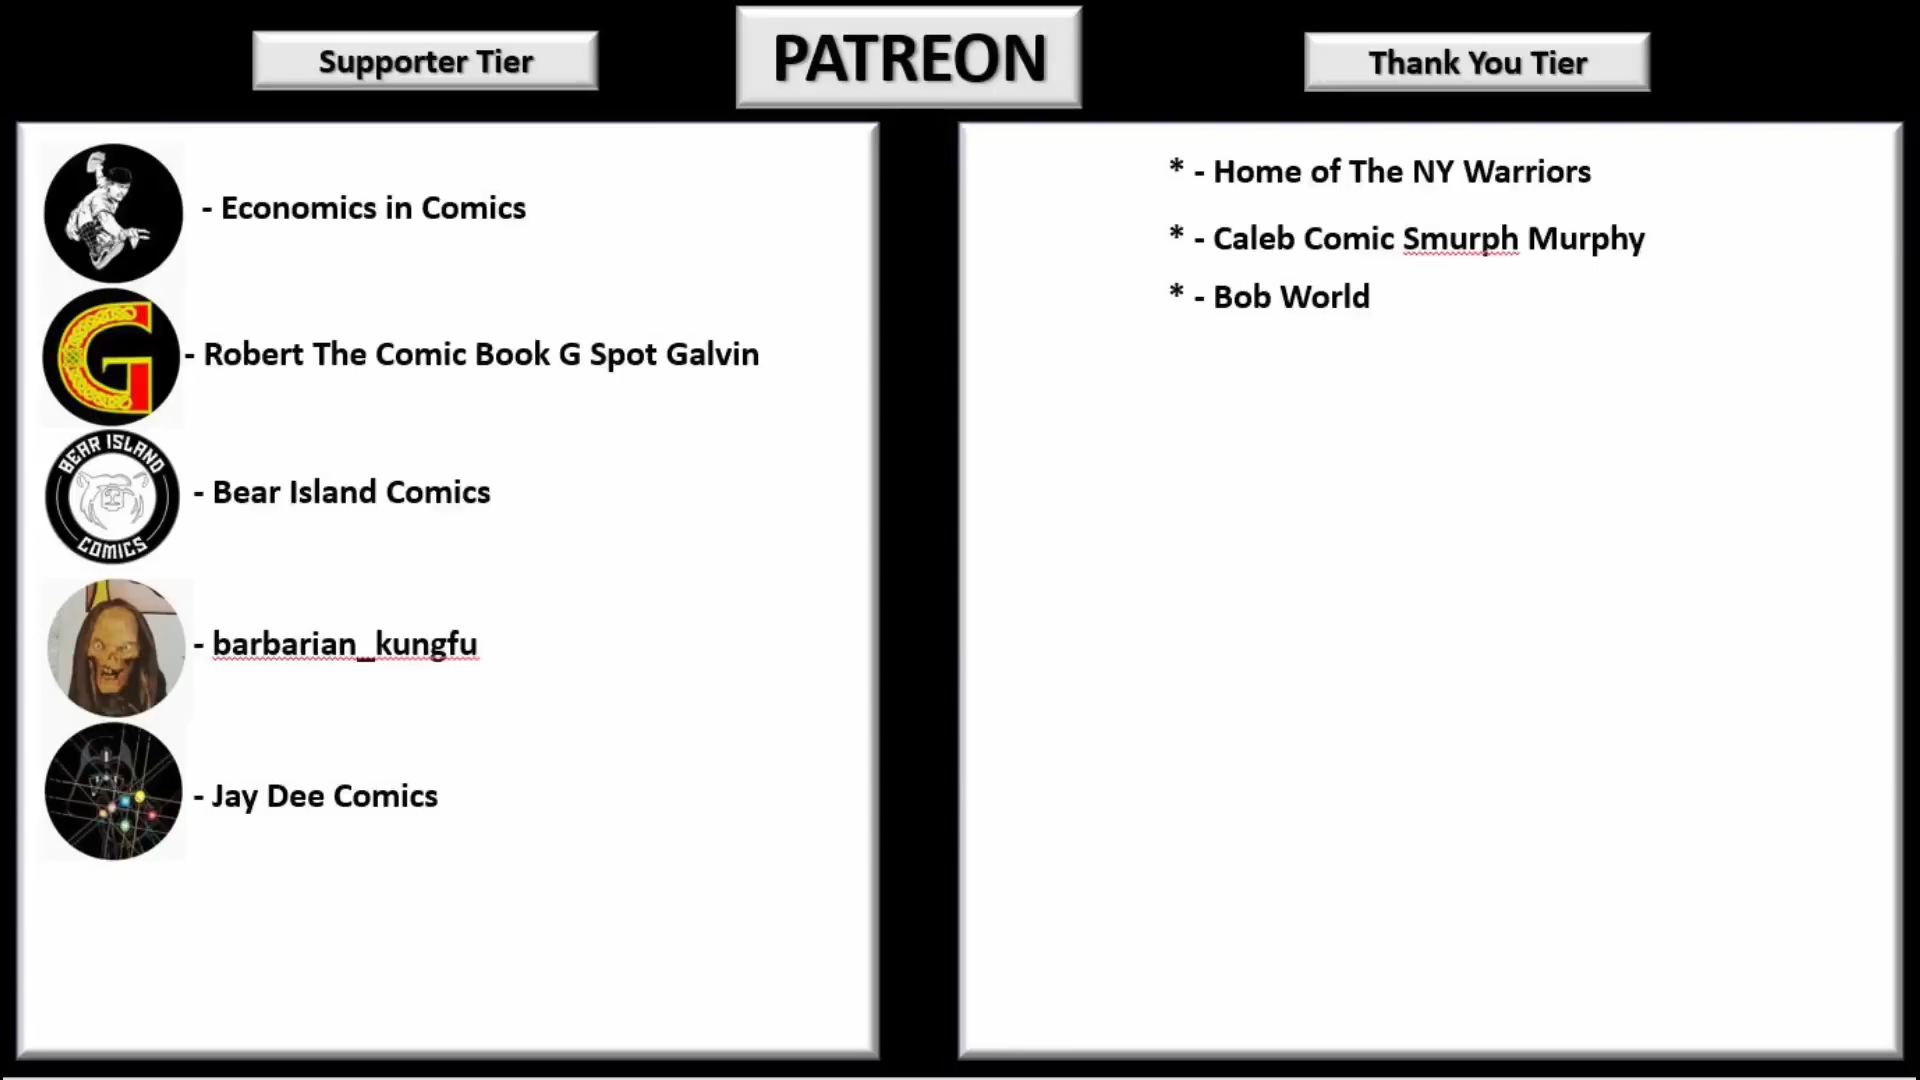 Supporter Tier
PATREON
Thank You Tier
- Economics in Comics
- Robert The Comic Book G Spot Galvin
BEAR ISLAND
COMICS
- Bear Island Comics
- barbarian_kungfu
- Jay Dee Comics
* - Home of The NY Warriors
* - Caleb Comic Smurph Murphy
* - Bob World